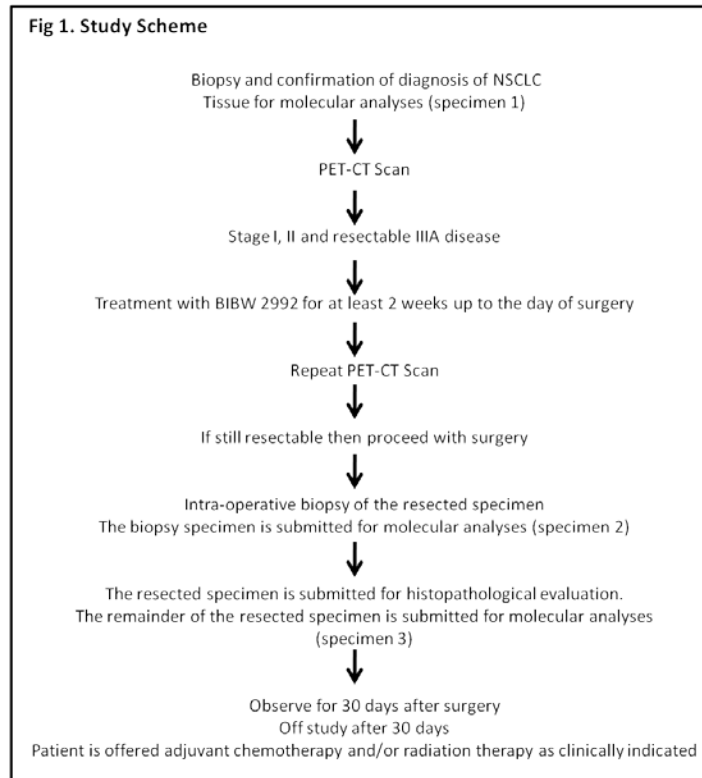 Fig 1. Study Scheme
Biopsy and confirmation of diagnosis of NSCLC
Tissue for molecular analyses (specimen 1)
PET-CT Scan
Stage I, II and resectable IIIA disease
Treatment with BIBW 2992 for at least 2 weeks up to the day of surgery
Repeat PET-CT Scan
If still resectable then proceed with surgery
Intra-operative biopsy of the resected specimen
The biopsy specimen is submitted for molecular analyses (specimen 2)
The resected specimen is submitted for histopathological evaluation.
The remainder of the resected specimen is submitted for molecular analyses
(specimen 3)
Observe for 30 days after surgery
Off study after 30 days
Patient is offered adjuvant chemotherapy and/or radiation therapy as clinically indicated